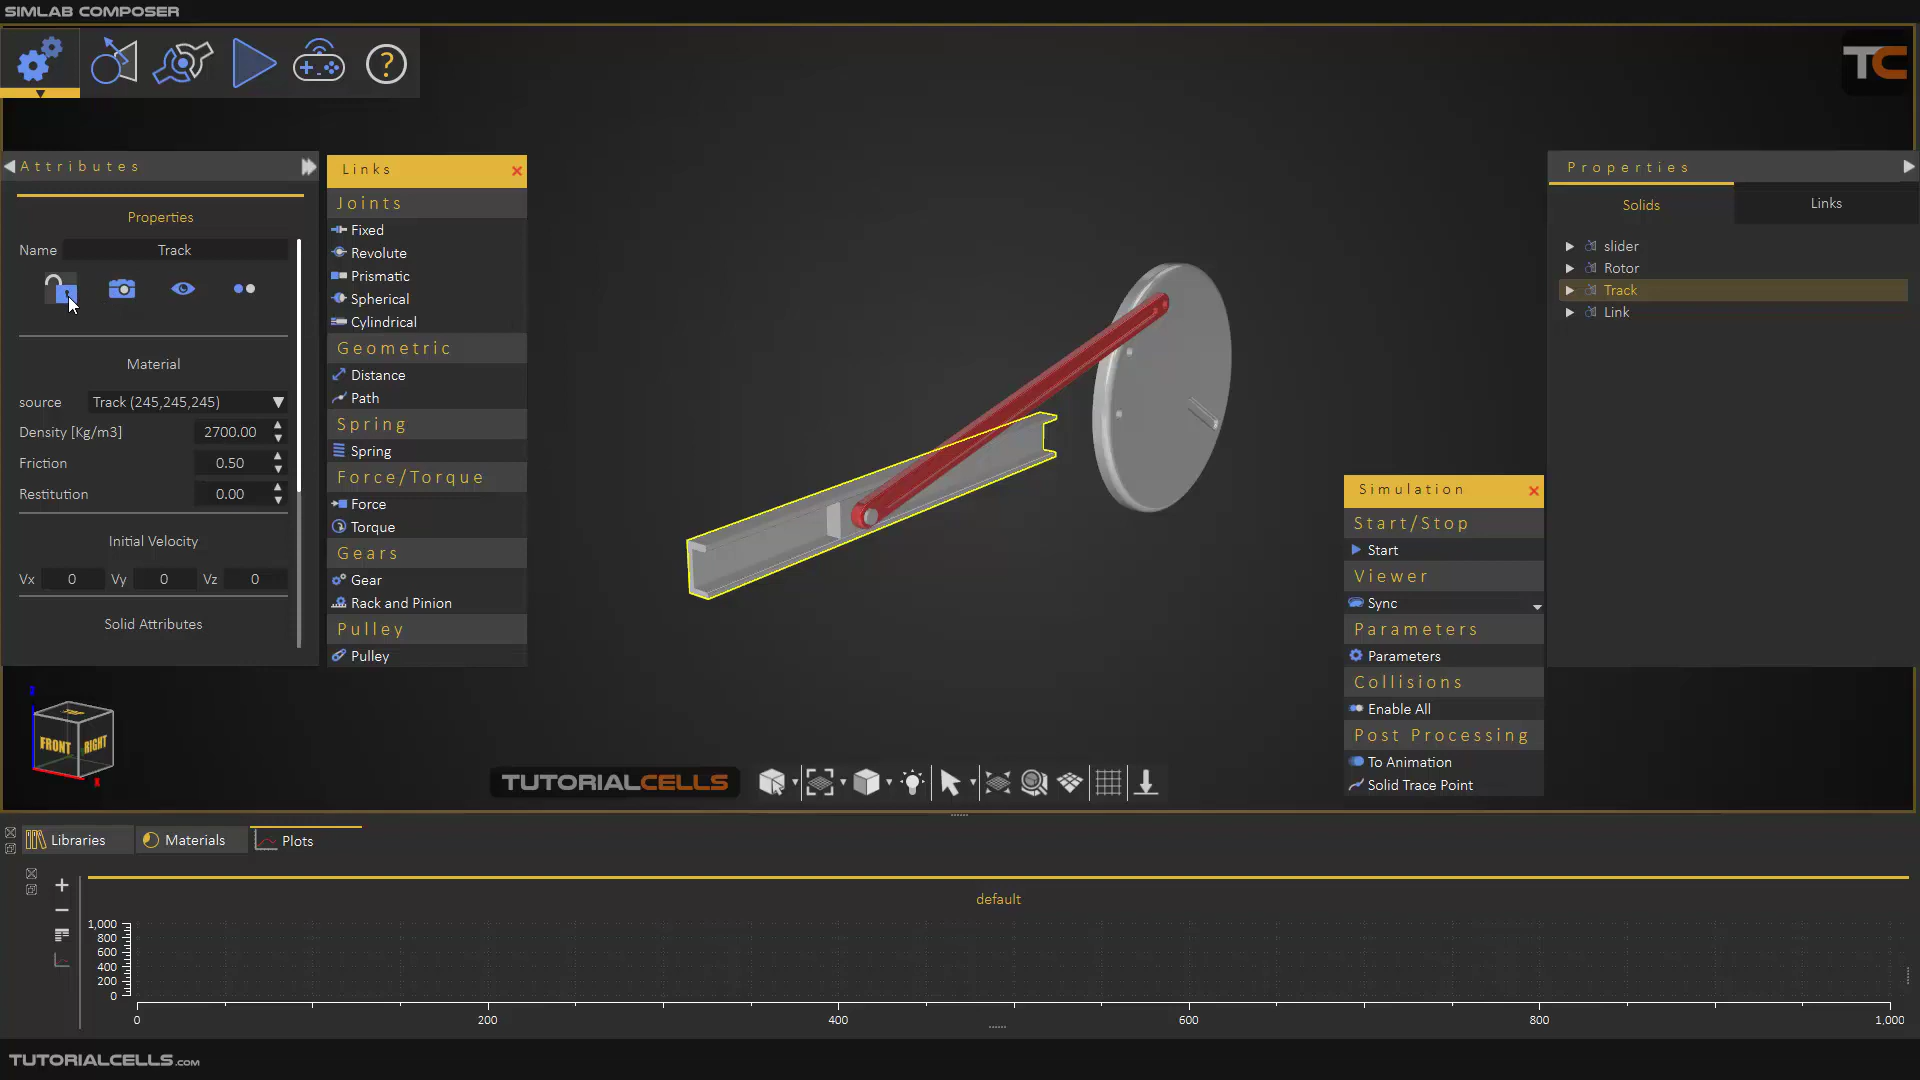 SIMLAB COMPOSER
?
TC
Attributes
Properties
Name
Track
Material
source
Track (245,245,245)
Density [Kg/m3]
2700.00
Friction
0.50
Restitution
0.00
Initial Velocity
Vx
0
Vy
0
Vz
0
Solid Attributes
Links
Joints
Fixed
Revolute
Prismatic
Spherical
Cylindrical
Geometric
Distance
Path
Spring
Spring
Force/Torque
Force
Torque
Gears
Gear
Rack and Pinion
Pulley
Pulley
Properties
Solids
Links
slider
Rotor
Track
Link
Simulation
Start/Stop
Start
Viewer
Sync
Parameters
Parameters
Collisions
Enable All
Post Processing
To Animation
Solid Trace Point
FRONT
RIGHT
TUTORIALCELLS
Libraries
Materials
Plots
default
1,000
800
600
400
200
0
0
200
400
600
800
1,000
TUTORIALCELLS.COM